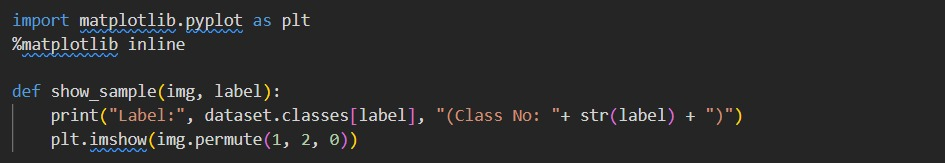 import matplotlib.pyplot as plt
%matplotlib inline
def show_sample(img, label):
    print("Label:", dataset.classes[label], "(Class No: "+ str(label) + ")")
    plt.imshow(img.permute(1, 2, 0))